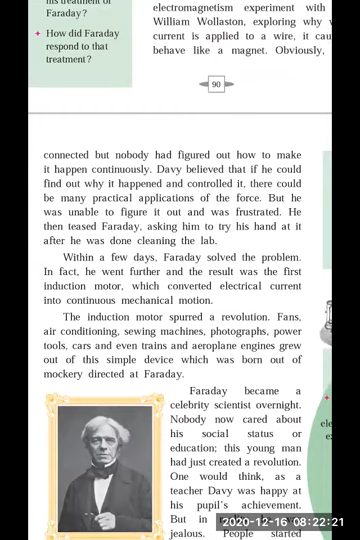 his treatment of
Faraday?
How did Faraday
respond to that
treatment?
electromagnetism experiment with
William Wollaston, exploring why
current is applied to a wire, it cau
behave like a magnet. Obviously,
90
connected but nobody had figured out how to make
it happen continuously. Davy believed that if he could
find out why it happened and controlled it, there could
be many practical applications of the force. But he
was unable to figure it out and was frustrated. He
then teased Faraday, asking him to try his hand at it
after he was done cleaning the lab.
Within a few days, Faraday solved the problem.
In fact, he went further and the result was the first
induction motor, which converted electrical current
into continuous mechanical motion.
The induction motor spurred a revolution. Fans,
air conditioning, sewing machines, photographs, power
tools, cars and even trains and aeroplane engines grew
out of this simple device which was born out of
mockery directed at Faraday.
Faraday became a
celebrity scientist overnight.
Nobody now cared about
his social status or
education; this young man
had just created a revolution.
One would think, as a
teacher Davy was happy at
his pupil's achievement.
But in
jealous. People started
ele
e
2020-12-16 08:22:21